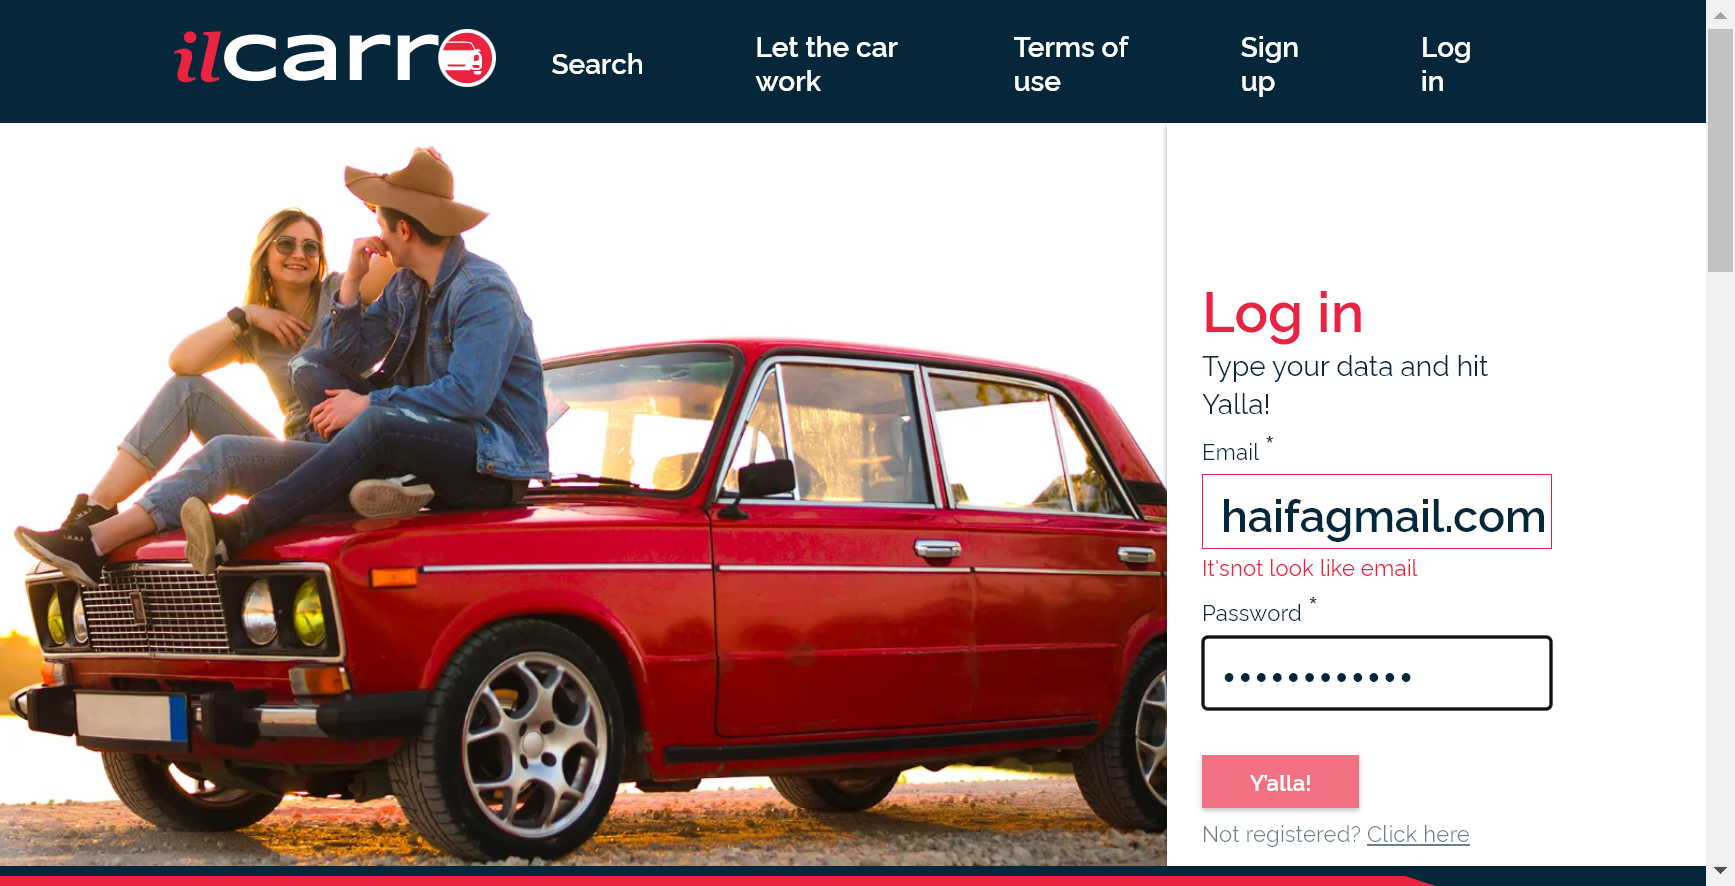 ilcarro
Search
Let the car
work
Terms of
use
Sign
up
Log
in
Log in
Type your data and hit
Yalla!
Email *
haifagmail.com
It'snot look like email
Password *
••••••••••••
Y'alla!
Not registered? Click here